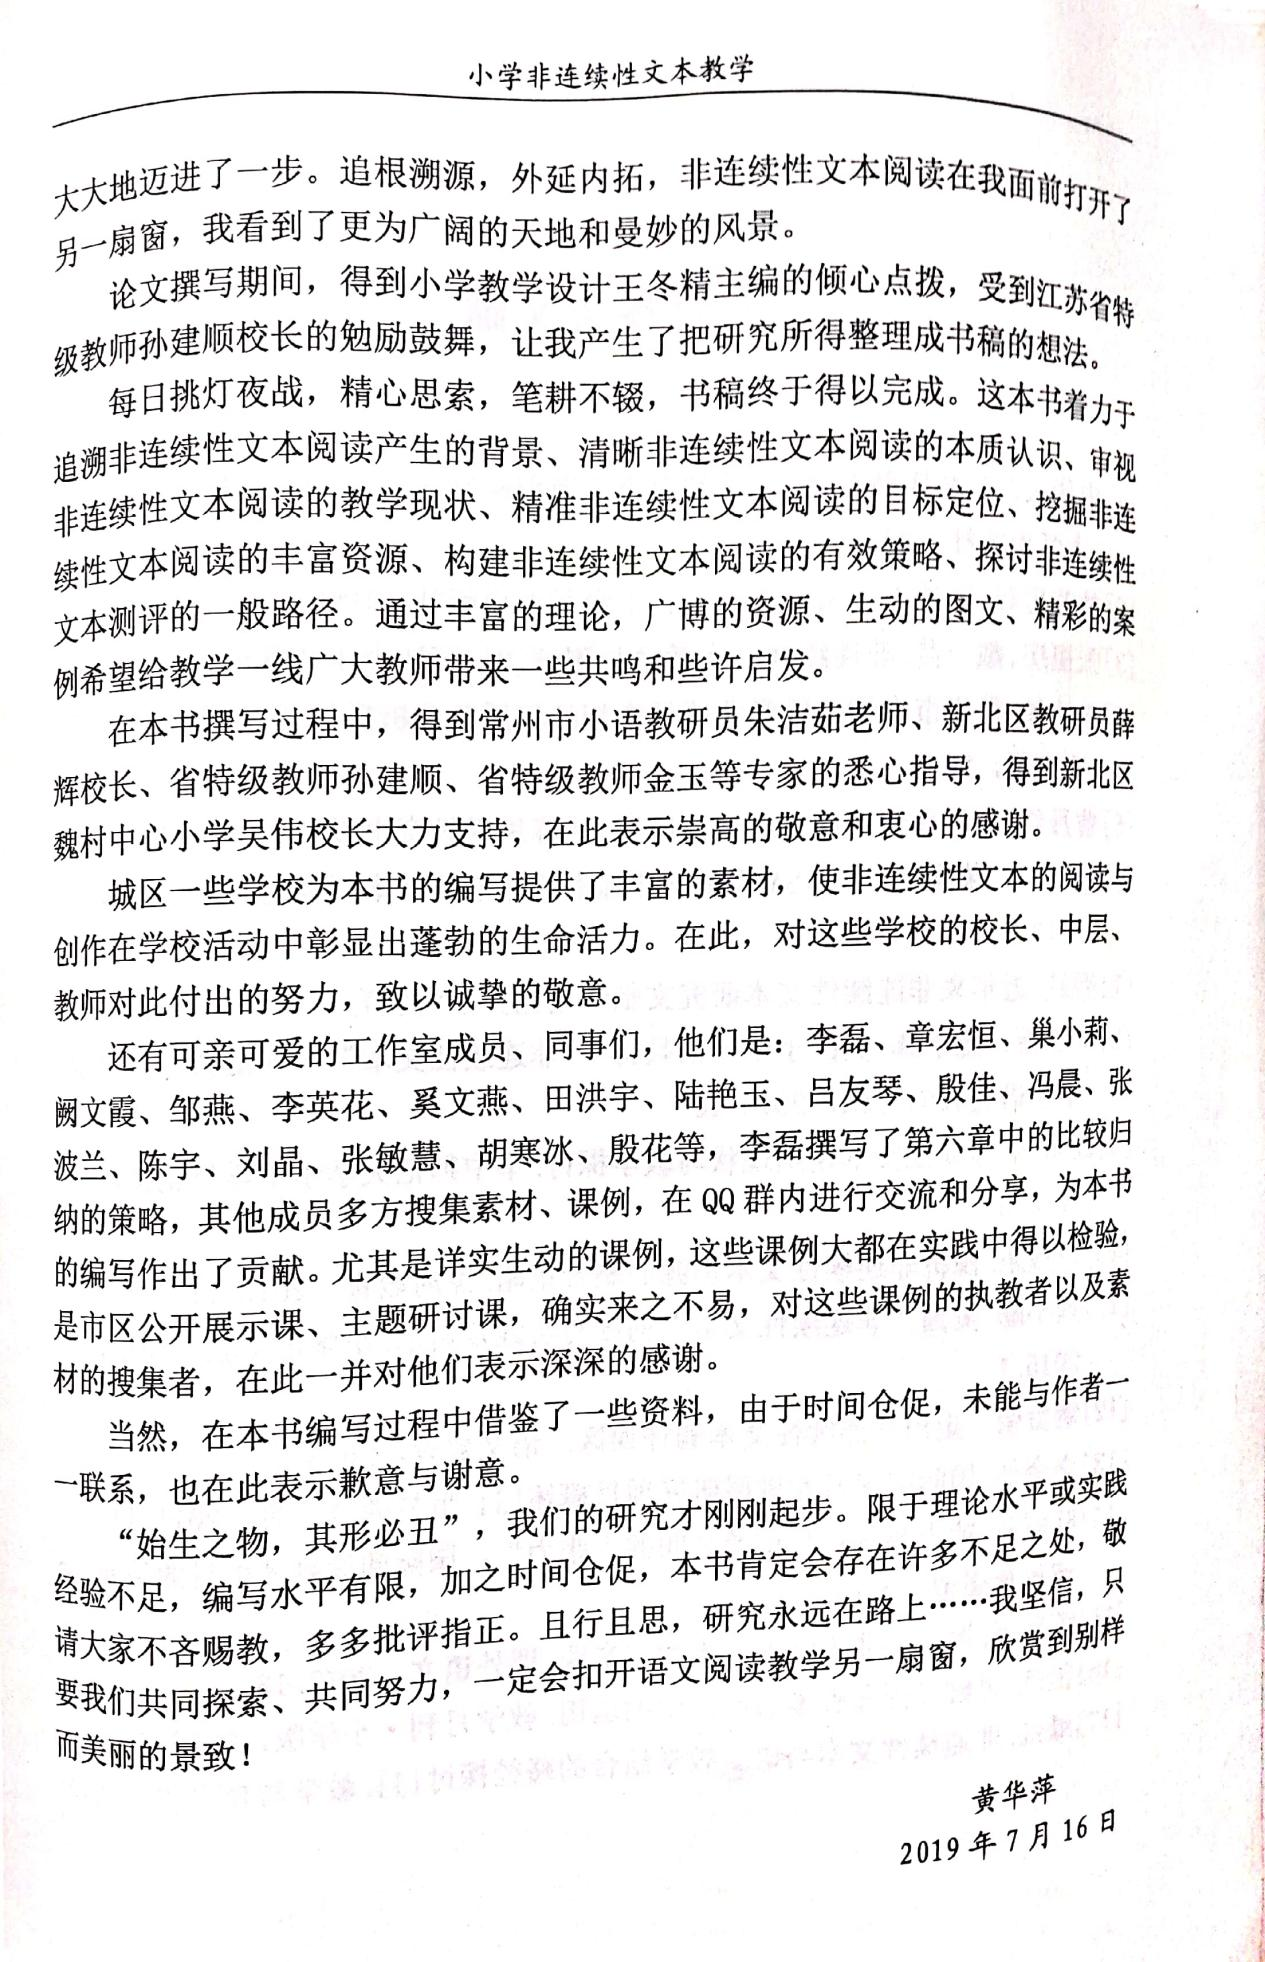 小学非连续性文本教学
大大地迈进了一步。追根溯源，外延内拓，非连续性文本阅读在我面前打开了
另一扇窗，我看到了更为广阔的天地和曼妙的风景。
论文撰写期间，得到小学教学设计王冬精主编的倾心点拨，受到江苏省特
级教师孙建顺校长的勉励鼓舞，让我产生了把研究所得整理成书稿的想法。
每日挑灯夜战，精心思索，笔耕不辍，书稿终于得以完成。这本书着力于
追溯非连续性文本阅读产生的背景、清晰非连续性文本阅读的本质认识、审视
非连续性文本阅读的教学现状、精准非连续性文本阅读的目标定位、挖掘非连
续性文本阅读的丰富资源、构建非连续性文本阅读的有效策略、探讨非连续性
文本测评的一般路径。通过丰富的理论，广博的资源、生动的图文、精彩的案
例希望给教学一线广大教师带来一些共鸣和些许启发。
在本书撰写过程中，得到常州市小语教研员朱洁茹老师、新北区教研员薛
辉校长、省特级教师孙建顺、省特级教师金玉等专家的悉心指导，得到新北区
魏村中心小学吴伟校长大力支持，在此表示崇高的敬意和衷心的感谢。
城区一些学校为本书的编写提供了丰富的素材，使非连续性文本的阅读与
创作在学校活动中彰显出蓬勃的生命活力。在此，对这些学校的校长、中层、
教师对此付出的努力，致以诚挚的敬意。
还有可亲可爱的工作室成员、同事们，他们是：李磊、章宏恒、巢小莉、
阙文霞、邹燕、李英花、奚文燕、田洪宇、陆艳玉、吕友琴、殷佳、冯晨、张
波兰、陈宇、刘晶、张敏慧、胡寒冰、殷花等，李磊撰写了第六章中的比较归
纳的策略，其他成员多方搜集素材、课例，在QQ群内进行交流和分享，为本书
的编写作出了贡献。尤其是详实生动的课例，这些课例大都在实践中得以检验，
是市区公开展示课、主题研讨课，确实来之不易，对这些课例的执教者以及素
材的搜集者，在此一并对他们表示深深的感谢。
当然，在本书编写过程中借鉴了一些资料，由于时间仓促，未能与作者一
一联系，也在此表示歉意与谢意。
“始生之物，其形必丑”，我们的研究才刚刚起步。限于理论水平或实践
经验不足，编写水平有限，加之时间仓促，本书肯定会存在许多不足之处，敬
请大家不吝赐教，多多批评指正。且行且思，研究永远在路上……我坚信，只
要我们共同探索、共同努力，一定会扣开语文阅读教学另一扇窗，欣赏到别样
而美丽的景致！
黄华萍
2019年7月16日